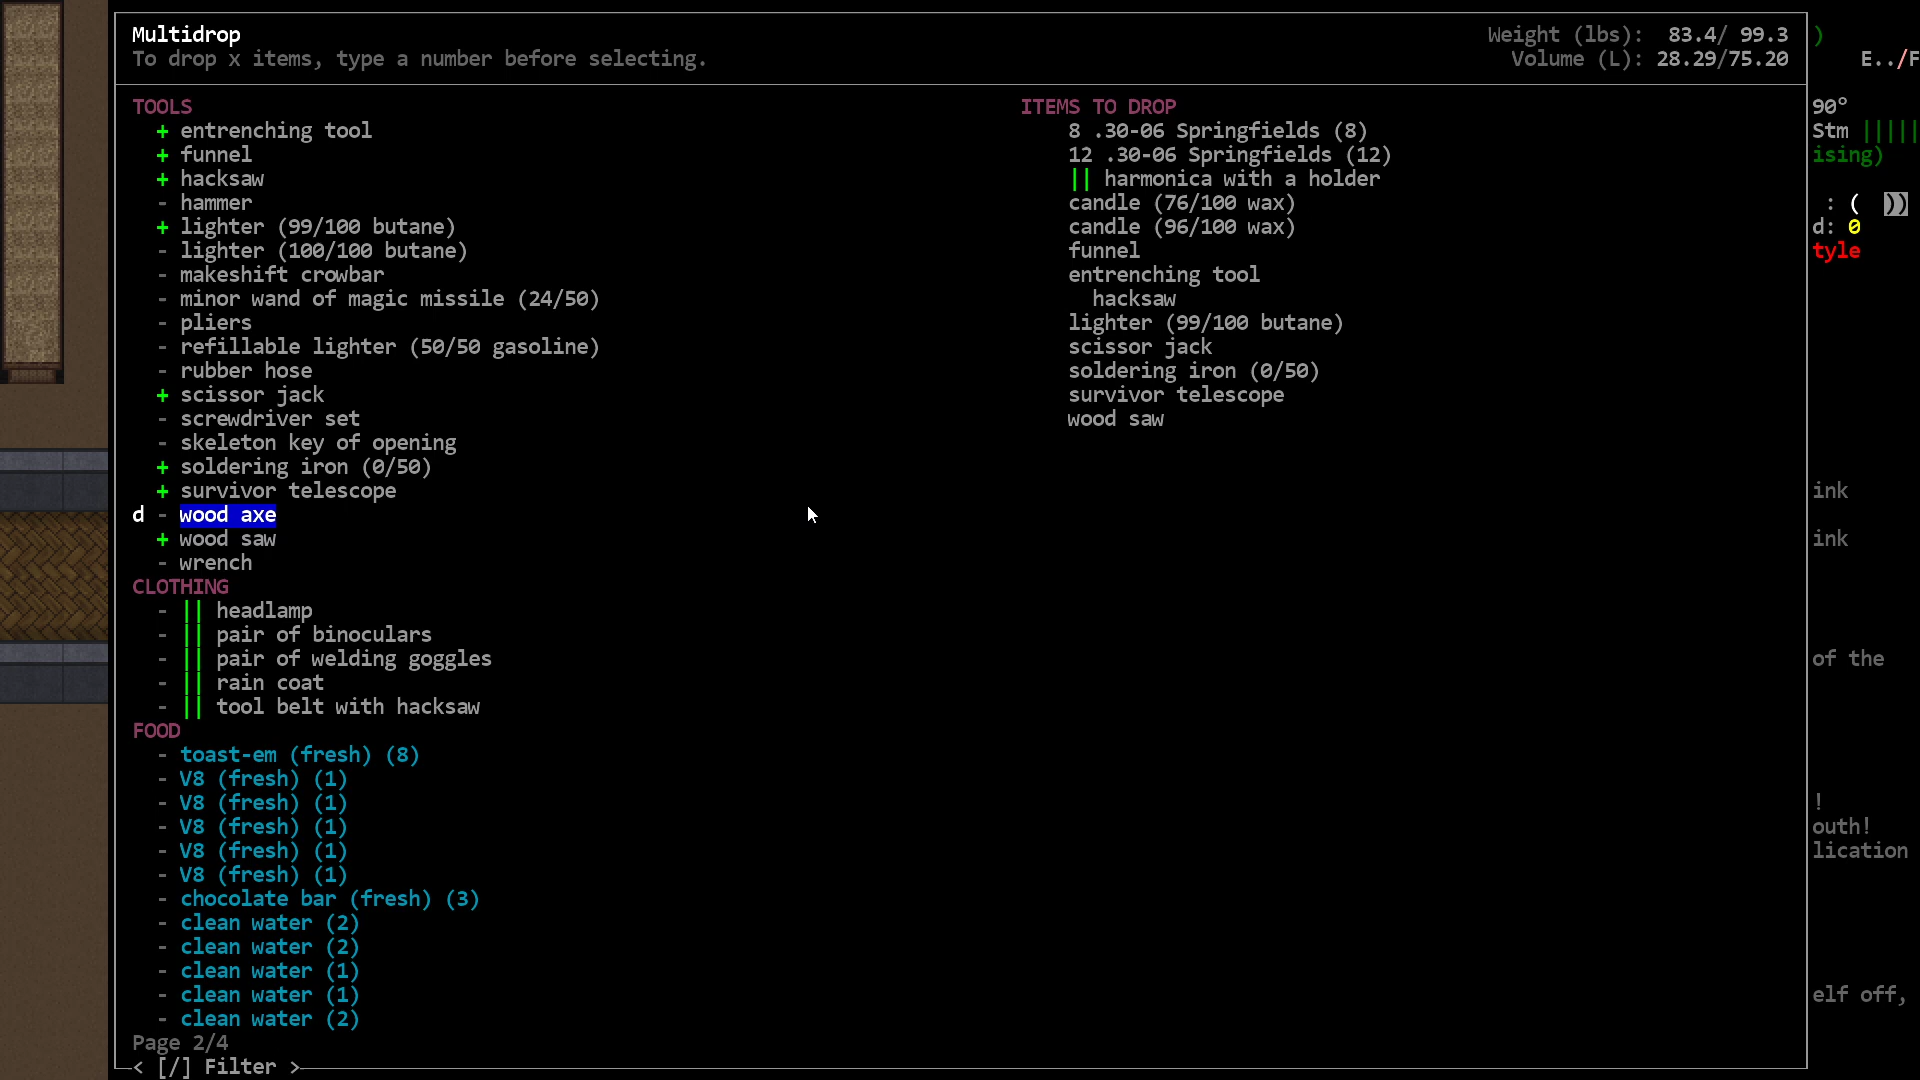 Multidrop
To drop x items, type a number before selecting.
Weight (lbs): 83.4/ 99.3
Volume (L): 28.29/75.20
TOOLS
+ entrenching tool
+ funnel
+ hacksaw
- hammer
+ lighter (99/100 butane)
- lighter (100/100 butane)
- makeshift crowbar
- minor wand of magic missile (24/50)
- pliers
- refillable lighter (50/50 gasoline)
- rubber hose
+ scissor jack
- screwdriver set
- skeleton key of opening
+ soldering iron (0/50)
+ survivor telescope
d - wood axe
+ wood saw
- wrench
CLOTHING
- || headlamp
- || pair of binoculars
- || pair of welding goggles
- || rain coat
- || tool belt with hacksaw
FOOD
- toast-em (fresh) (8)
- V8 (fresh) (1)
- V8 (fresh) (1)
- V8 (fresh) (1)
- V8 (fresh) (1)
- V8 (fresh) (1)
- chocolate bar (fresh) (3)
- clean water (2)
- clean water (2)
- clean water (1)
- clean water (1)
- clean water (2)
Page 2/4
< [/] Filter >
ITEMS TO DROP
8 .30-06 Springfields (8)
12 .30-06 Springfields (12)
|| harmonica with a holder
candle (76/100 wax)
candle (96/100 wax)
funnel
entrenching tool
hacksaw
lighter (99/100 butane)
scissor jack
soldering iron (0/50)
survivor telescope
wood saw
)
E../F
90°
Stm |||||
ising)
: ( ))
d: 0
tyle
ink
ink
of the
!
outh!
lication
elf off,